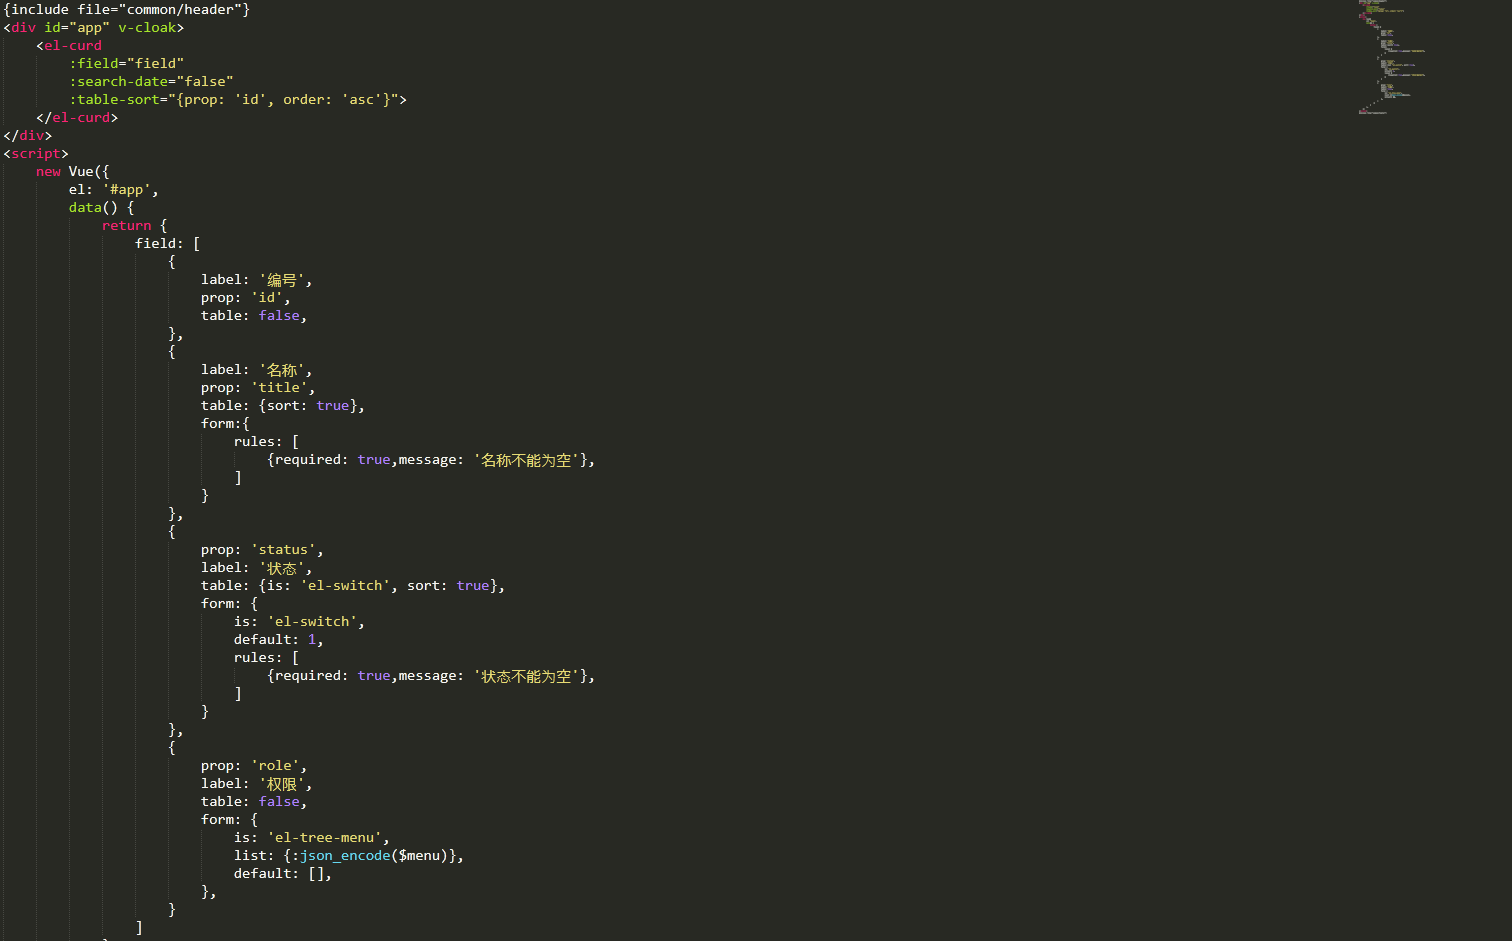 {include file="common/header"}
<div id="app" v-cloak>
    <el-curd
        :field="field"
        :search-date="false"
        :table-sort="{prop: 'id', order: 'asc'}">
    </el-curd>
</div>
<script>
    new Vue({
        el: '#app',
        data() {
            return {
                field: [
                    {
                        label: '编号',
                        prop: 'id',
                        table: false,
                    },
                    {
                        label: '名称',
                        prop: 'title',
                        table: {sort: true},
                        form:{
                            rules: [
                                {required: true,message: '名称不能为空'},
                            ]
                        }
                    },
                    {
                        prop: 'status',
                        label: '状态',
                        table: {is: 'el-switch', sort: true},
                        form: {
                            is: 'el-switch',
                            default: 1,
                            rules: [
                                {required: true,message: '状态不能为空'},
                            ]
                        }
                    },
                    {
                        prop: 'role',
                        label: '权限',
                        table: false,
                        form: {
                            is: 'el-tree-menu',
                            list: {:json_encode($menu)},
                            default: [],
                        },
                    }
                ]